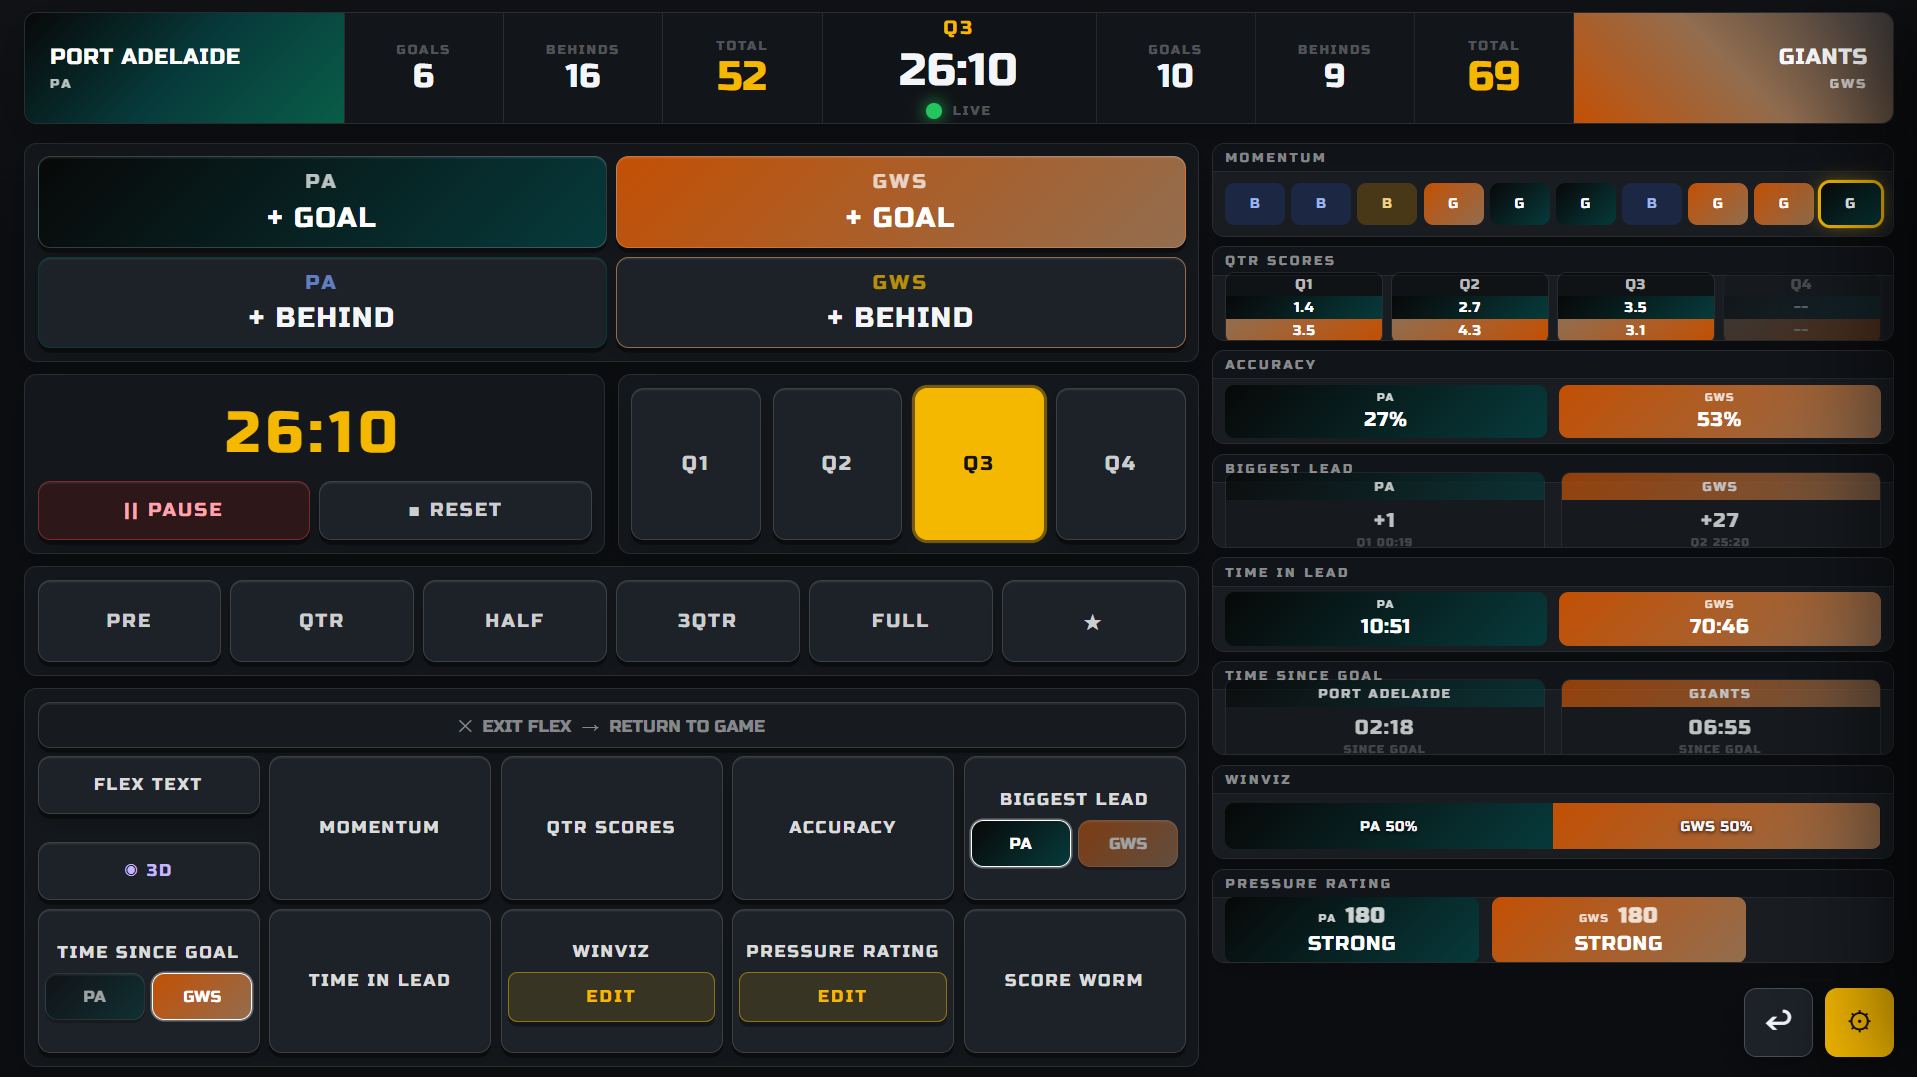 PORT ADELAIDE
PA
GOALS
6
BEHINDS
16
TOTAL
52
Q3
26:10
LIVE
GOALS
10
BEHINDS
9
TOTAL
69
GIANTS
GWS
PA
+ GOAL
GWS
+ GOAL
PA
+ BEHIND
GWS
+ BEHIND
26:10
|| PAUSE
■ RESET
Q1
Q2
Q3
Q4
PRE
QTR
HALF
3QTR
FULL
★
× EXIT FLEX → RETURN TO GAME
FLEX TEXT
◉ 3D
MOMENTUM
QTR SCORES
ACCURACY
BIGGEST LEAD
PA
GWS
TIME SINCE GOAL
PA
GWS
TIME IN LEAD
WINVIZ
EDIT
PRESSURE RATING
EDIT
SCORE WORM
MOMENTUM
B B B G G G B G G G
QTR SCORES
Q1 Q2 Q3 Q4
1.4 2.7 3.5 --
3.5 4.3 3.1 --
ACCURACY
PA
27%
GWS
53%
BIGGEST LEAD
PA
+1
Q1 00:19
GWS
+27
Q2 25:20
TIME IN LEAD
PA
10:51
GWS
70:46
TIME SINCE GOAL
PORT ADELAIDE
02:18
SINCE GOAL
GIANTS
06:55
SINCE GOAL
WINVIZ
PA 50%
GWS 50%
PRESSURE RATING
PA 180
STRONG
GWS 180
STRONG